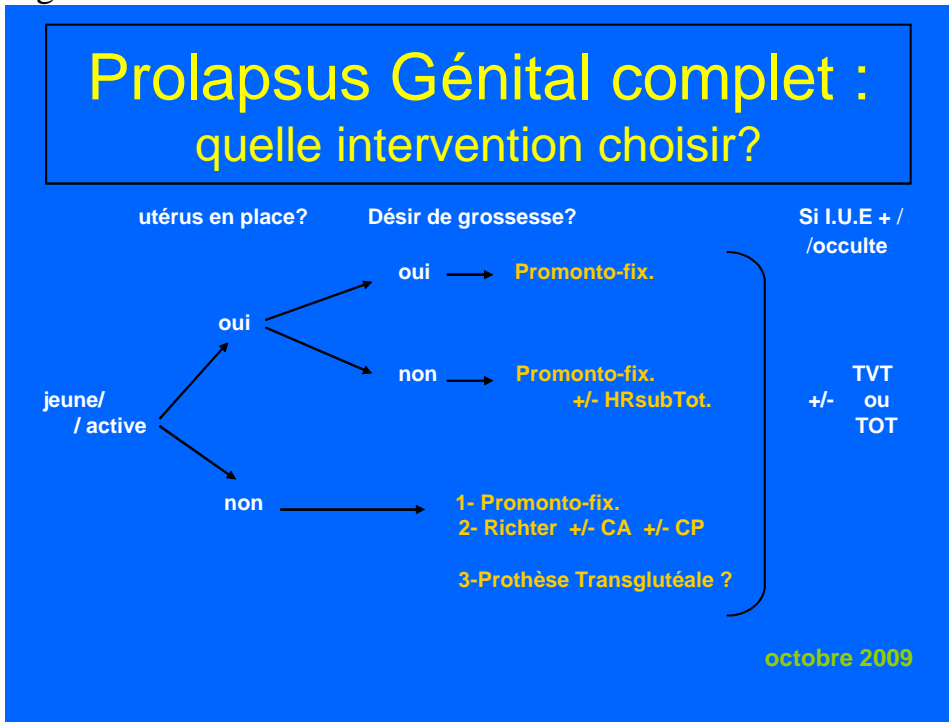 Prolapsus Génital complet :
quelle intervention choisir?
utérus en place?
Désir de grossesse?
Si I.U.E + /
/occulte
oui
Promonto-fix.
oui
non
Promonto-fix.
+/- HRsubTot.
jeune/
/ active
TVT
+/- ou
TOT
non
1- Promonto-fix.
2- Richter +/- CA +/- CP
3-Prothèse Transglutéale ?
octobre 2009